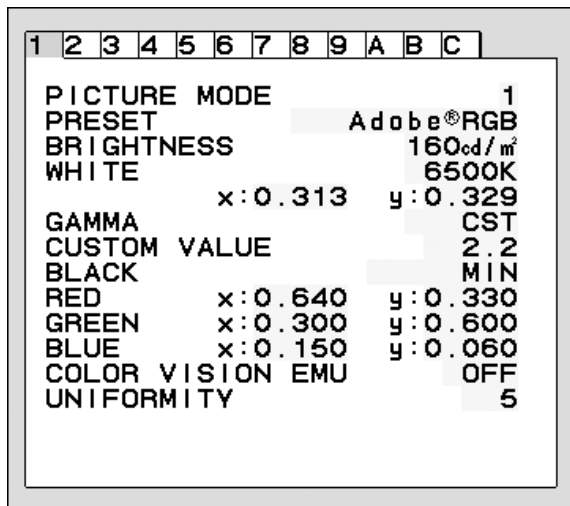 1 2 3 4 5 6 7 8 9 A B C
PICTURE MODE 1
PRESET Adobe®RGB
BRIGHTNESS 160cd/㎡
WHITE 6500K
x:0.313 y:0.329
GAMMA CST
CUSTOM VALUE 2.2
BLACK MIN
RED x:0.640 y:0.330
GREEN x:0.300 y:0.600
BLUE x:0.150 y:0.060
COLOR VISION EMU OFF
UNIFORMITY 5